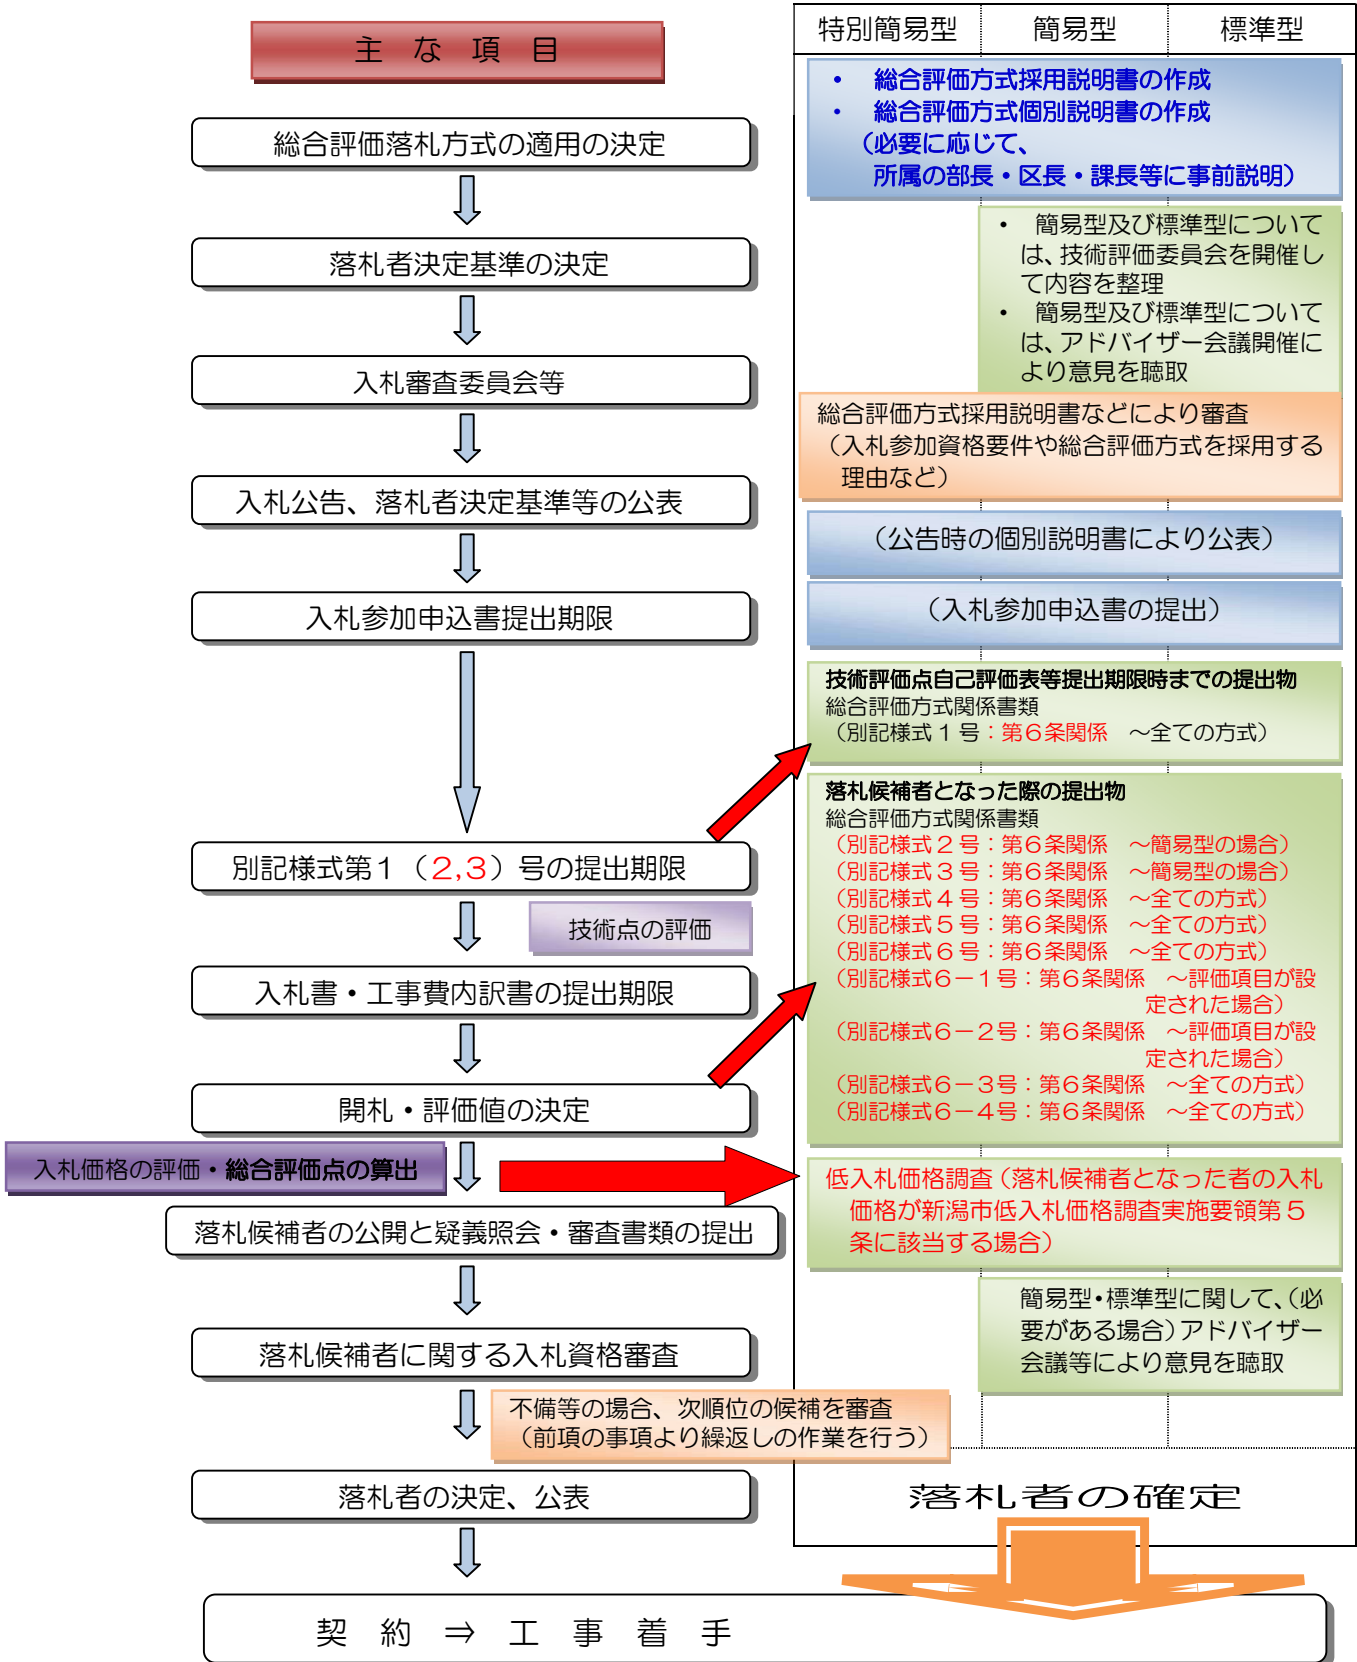 主 な 項 目
総合評価落札方式の適用の決定
落札者決定基準の決定
入札審査委員会等
入札公告、落札者決定基準等の公表
入札参加申込書提出期限
別記様式第１（2,3）号の提出期限
技術点の評価
入札書・工事費内訳書の提出期限
開札・評価値の決定
入札価格の評価・総合評価点の算出
落札候補者の公開と疑義照会・審査書類の提出
落札候補者に関する入札資格審査
不備等の場合、次順位の候補を審査
（前項の事項より繰返しの作業を行う）
落札者の決定、公表
契 約 ⇒ 工 事 着 手
特別簡易型 簡易型 標準型
・ 総合評価方式採用説明書の作成
・ 総合評価方式個別説明書の作成
（必要に応じて、
所属の部長・区長・課長等に事前説明）
・ 簡易型及び標準型について
は、技術評価委員会を開催し
て内容を整理
・ 簡易型及び標準型について
は、アドバイザー会議開催に
より意見を聴取
総合評価方式採用説明書などにより審査
（入札参加資格要件や総合評価方式を採用する
理由など）
（公告時の個別説明書により公表）
（入札参加申込書の提出）
技術評価点自己評価表等提出期限時までの提出物
総合評価方式関係書類
（別記様式１号：第６条関係 ～全ての方式）
落札候補者となった際の提出物
総合評価方式関係書類
（別記様式２号：第６条関係 ～簡易型の場合）
（別記様式３号：第６条関係 ～簡易型の場合）
（別記様式４号：第６条関係 ～全ての方式）
（別記様式５号：第６条関係 ～全ての方式）
（別記様式６号：第６条関係 ～全ての方式）
（別記様式６－１号：第６条関係 ～評価項目が設
定された場合）
（別記様式６－２号：第６条関係 ～評価項目が設
定された場合）
（別記様式６－３号：第６条関係 ～全ての方式）
（別記様式６－４号：第６条関係 ～全ての方式）
低入札価格調査（落札候補者となった者の入札
価格が新潟市低入札価格調査実施要領第５
条に該当する場合）
簡易型・標準型に関して、（必
要がある場合）アドバイザー
会議等により意見を聴取
落札者の確定